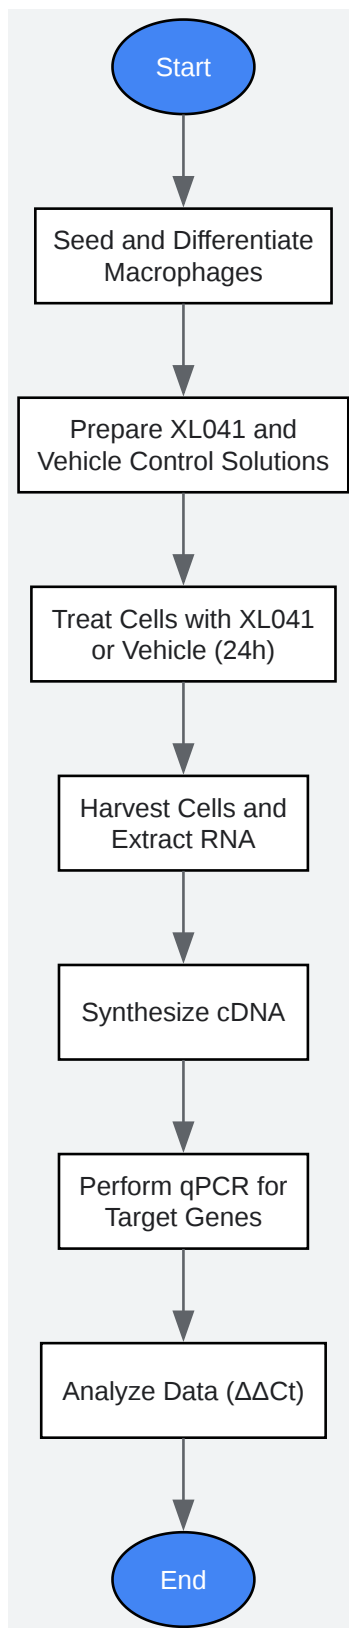 Start
Seed and Differentiate
Macrophages
Prepare XL041 and
Vehicle Control Solutions
Treat Cells with XL041
or Vehicle (24h)
Harvest Cells and
Extract RNA
Synthesize cDNA
Perform qPCR for
Target Genes
Analyze Data (ΔΔCt)
End